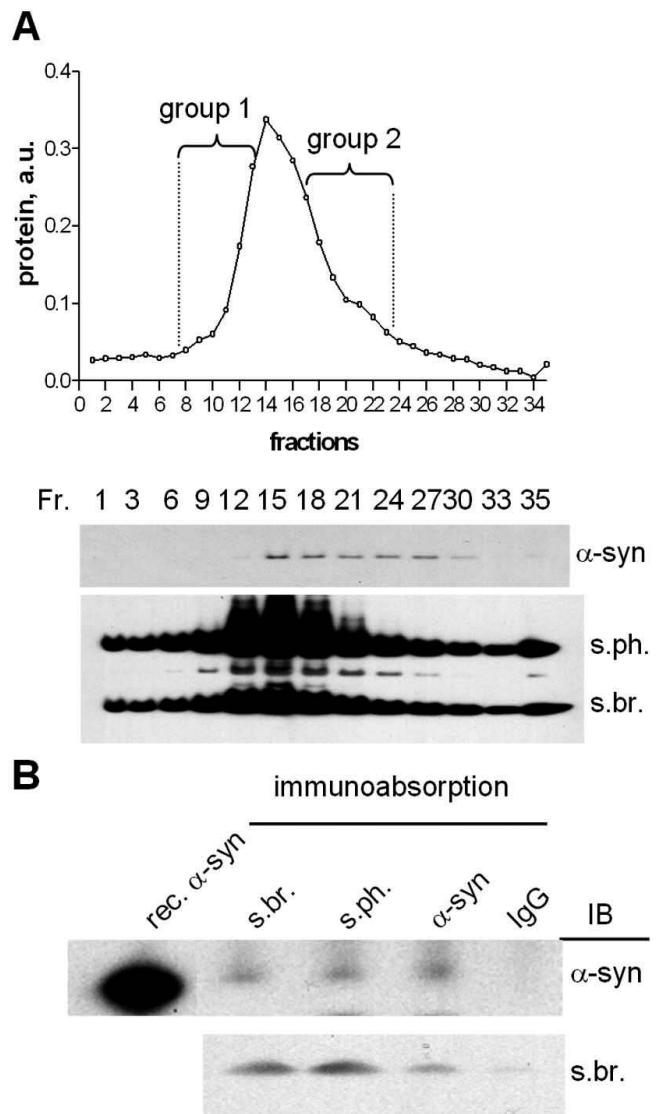 A
0.4
group 1
0.3
group 2
protein, a.u.
0.2
0.1
0.0
0 2 4 6 8 10 12 14 16 18 20 22 24 26 28 30 32 34
fractions
Fr. 1 3 6 9 12 15 18 21 24 27 30 33 35
α-syn
s.ph.
s.br.
B
immunoabsorption
rec. α-syn s.br. s.ph. α-syn IgG IB
α-syn
s.br.